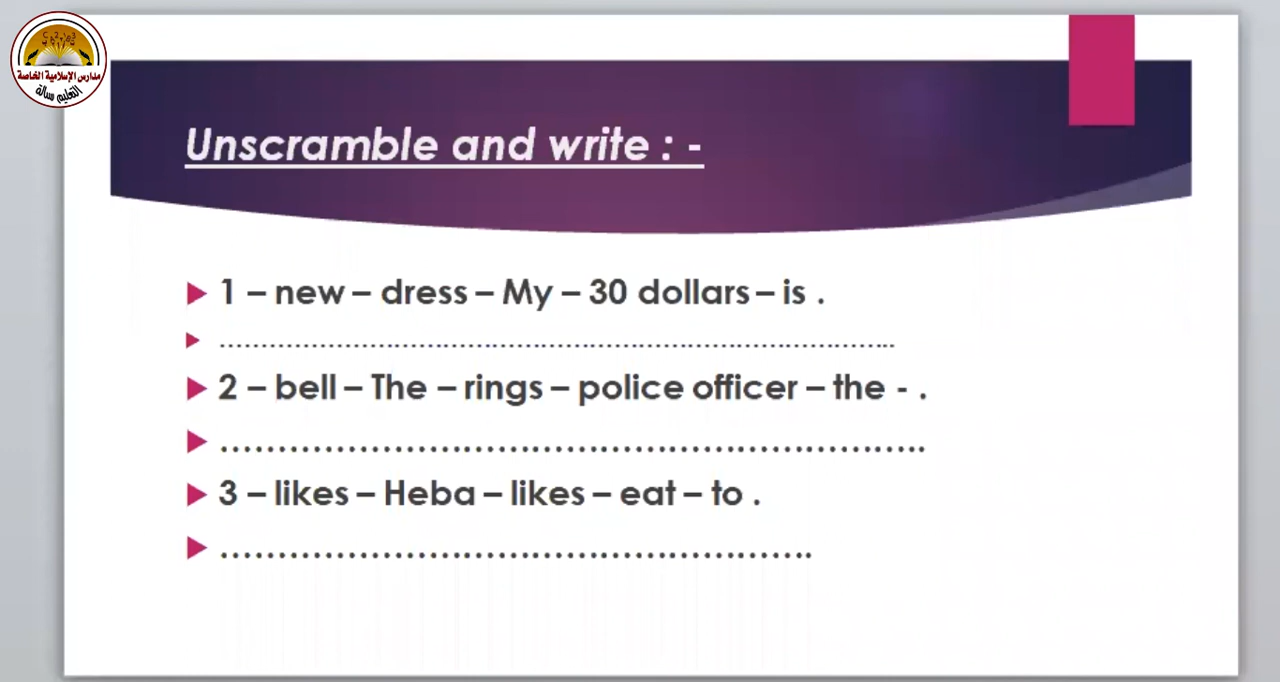 مدارس الإسلامية الخاصة
التعليم رسالة
Unscramble and write : -
1 – new – dress – My – 30 dollars – is .
………………………………………………………………………...
2 – bell – The – rings – police officer – the - .
…………………………………………………………….
3 – likes – Heba – likes – eat – to .
………………………………………………….